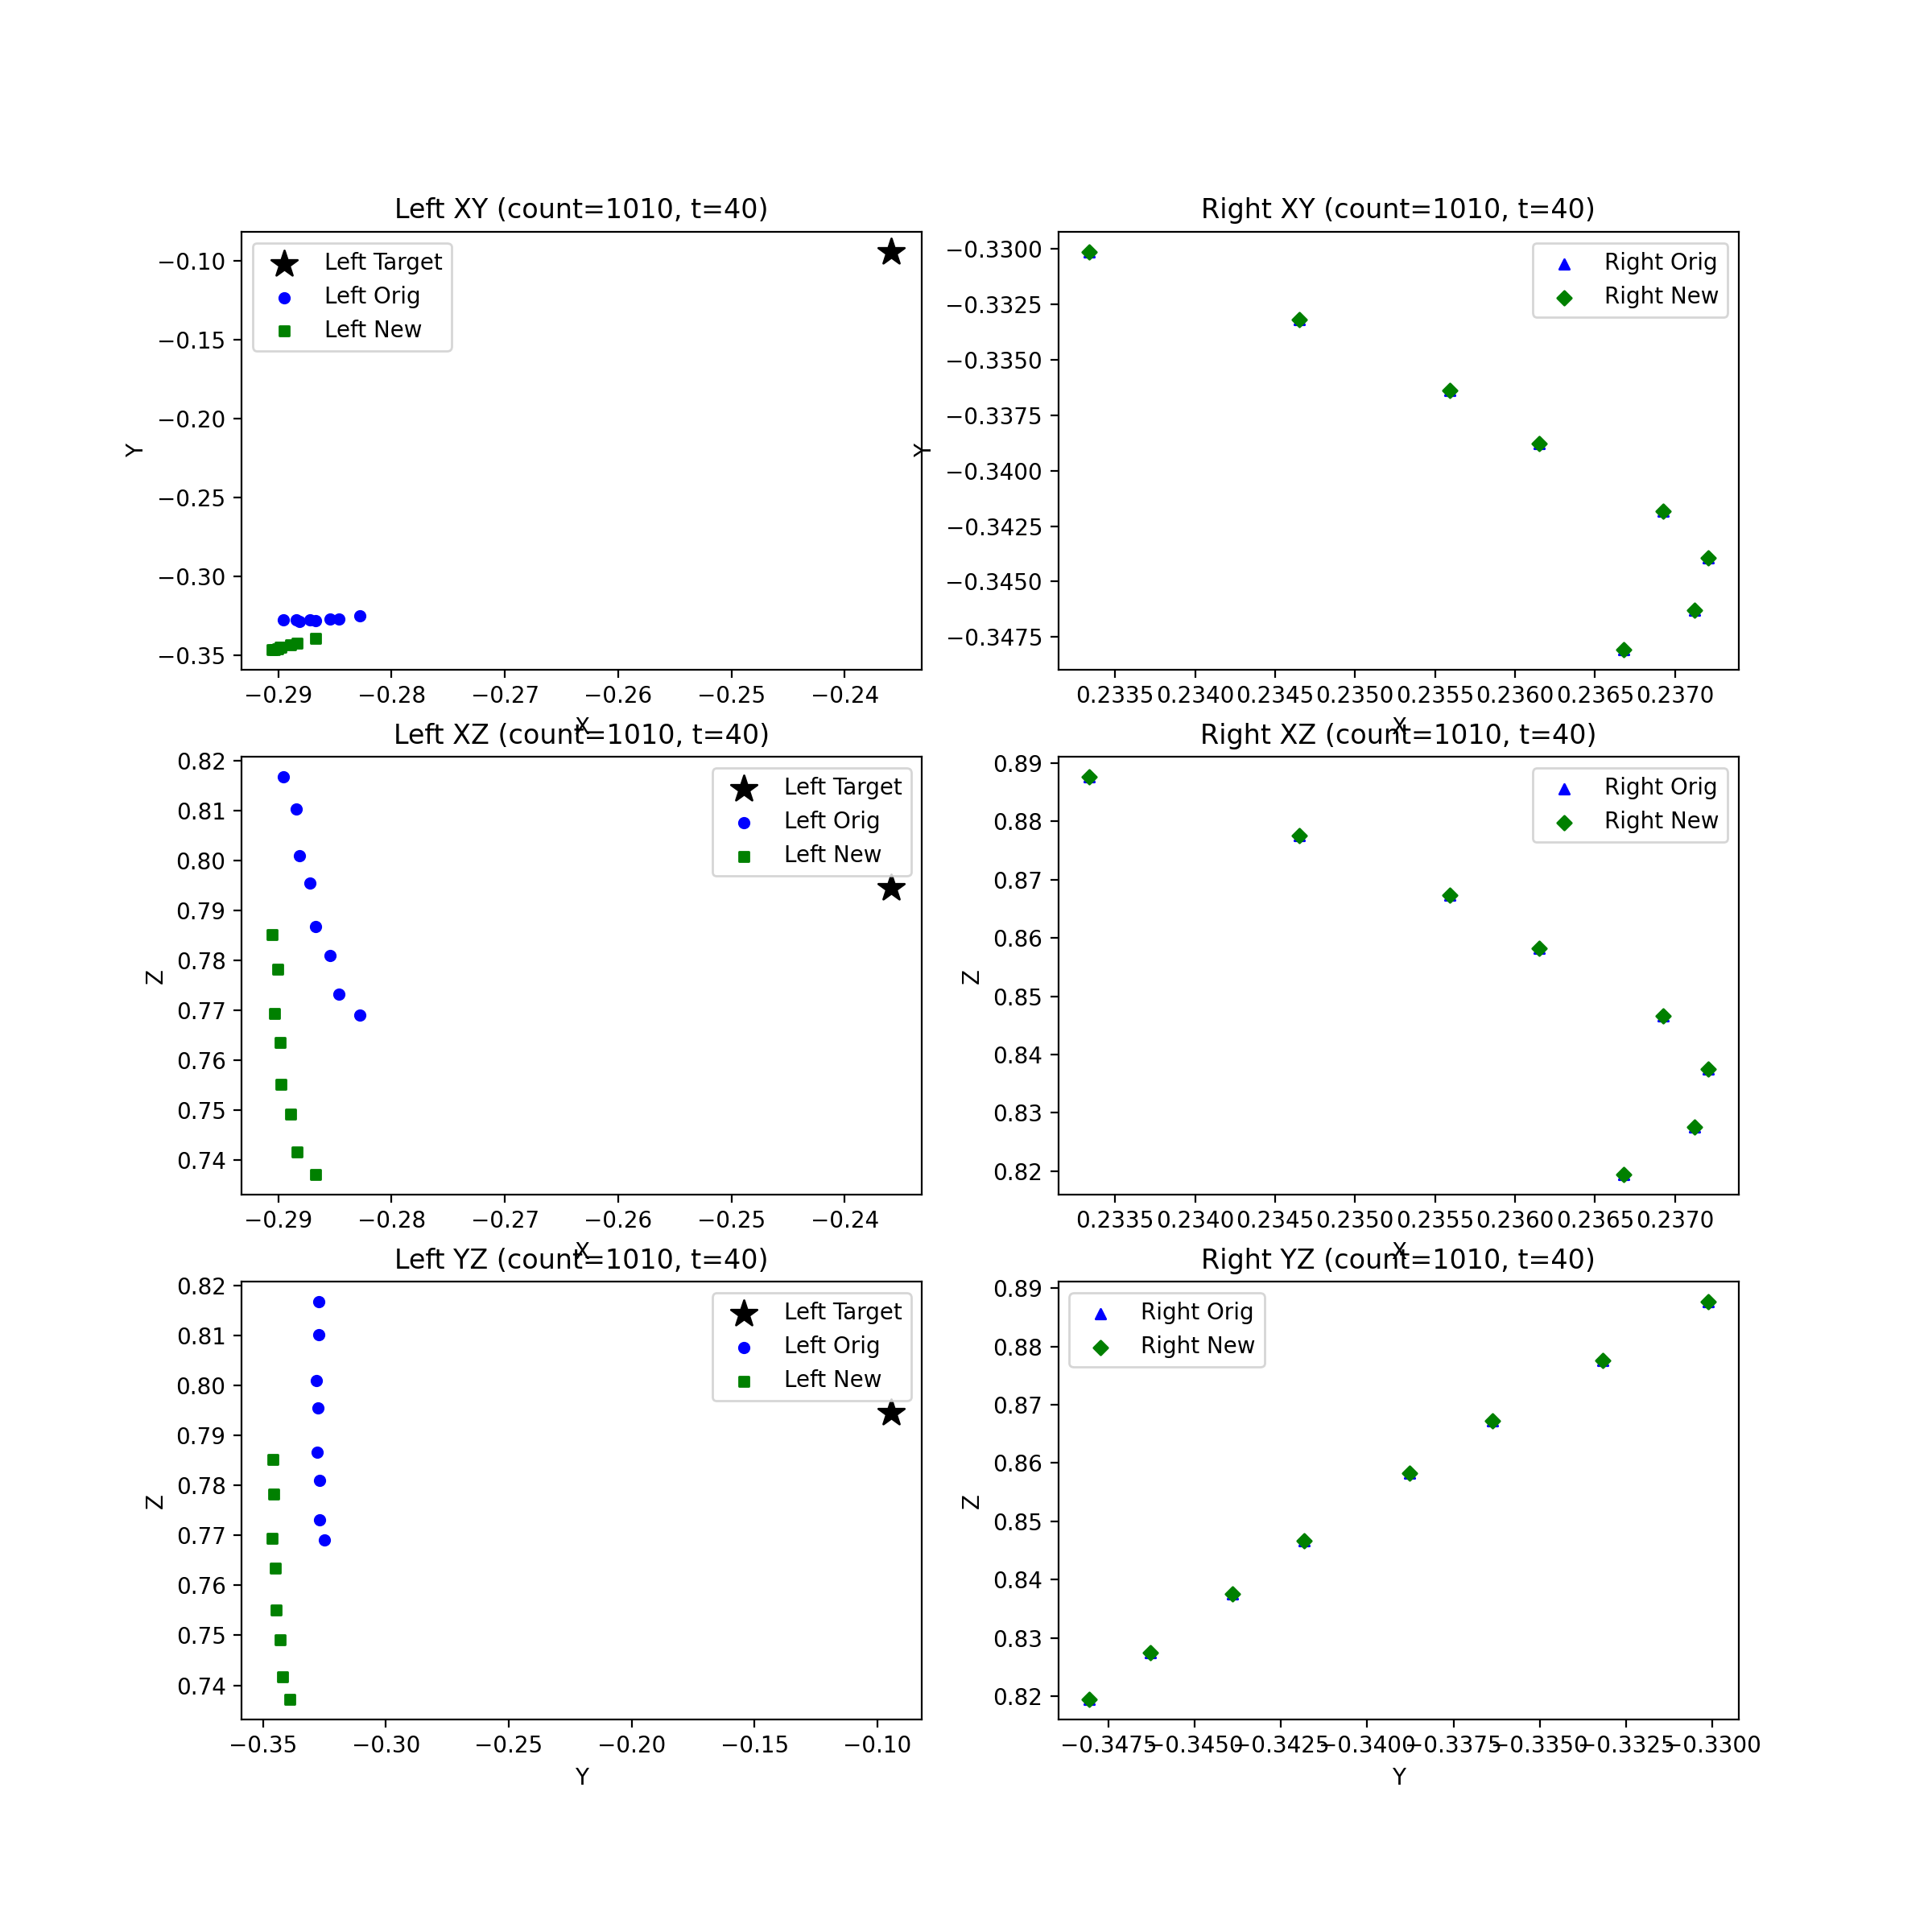 Left XY (count=1010, t=40)
Left Target
Left Orig
Left New
−0.10
−0.15
−0.20
−0.25
−0.30
−0.35
Y
−0.29 −0.28 −0.27 −0.26 −0.25 −0.24
X
Right XY (count=1010, t=40)
Right Orig
Right New
−0.3300
−0.3325
−0.3350
−0.3375
−0.3400
−0.3425
−0.3450
−0.3475
Y
0.2335 0.2340 0.2345 0.2350 0.2355 0.2360 0.2365 0.2370
X
Left XZ (count=1010, t=40)
Left Target
Left Orig
Left New
0.82
0.81
0.80
0.79
0.78
0.77
0.76
0.75
0.74
Z
−0.29 −0.28 −0.27 −0.26 −0.25 −0.24
X
Right XZ (count=1010, t=40)
Right Orig
Right New
0.89
0.88
0.87
0.86
0.85
0.84
0.83
0.82
Z
0.2335 0.2340 0.2345 0.2350 0.2355 0.2360 0.2365 0.2370
X
Left YZ (count=1010, t=40)
Left Target
Left Orig
Left New
0.82
0.81
0.80
0.79
0.78
0.77
0.76
0.75
0.74
Z
−0.35 −0.30 −0.25 −0.20 −0.15 −0.10
Y
Right YZ (count=1010, t=40)
Right Orig
Right New
0.89
0.88
0.87
0.86
0.85
0.84
0.83
0.82
Z
−0.3475 −0.3450 −0.3425 −0.3400 −0.3375 −0.3350 −0.3325 −0.3300
Y